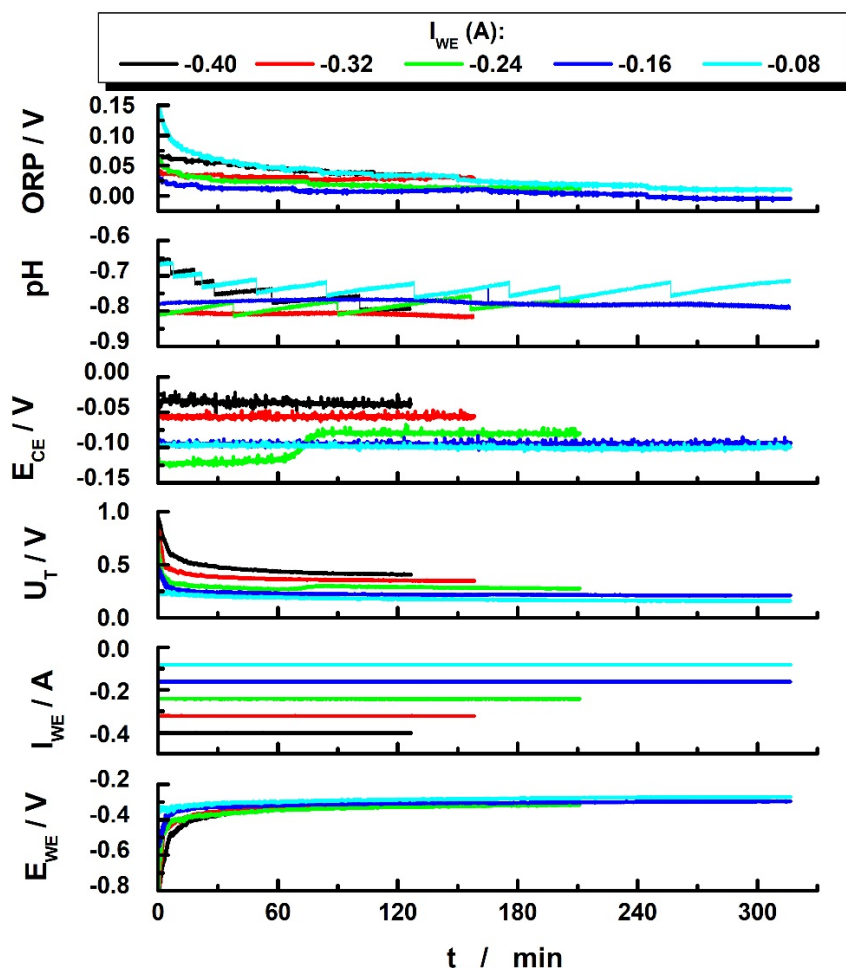 I_WE (A):
-0.40 -0.32 -0.24 -0.16 -0.08
ORP / V
0.15
0.10
0.05
0.00
pH
-0.6
-0.7
-0.8
-0.9
E_CE / V
0.00
-0.05
-0.10
-0.15
U_T / V
1.0
0.5
0.0
I_WE / A
0.0
-0.2
-0.4
E_WE / V
-0.2
-0.4
-0.6
-0.8
0 60 120 180 240 300
t / min